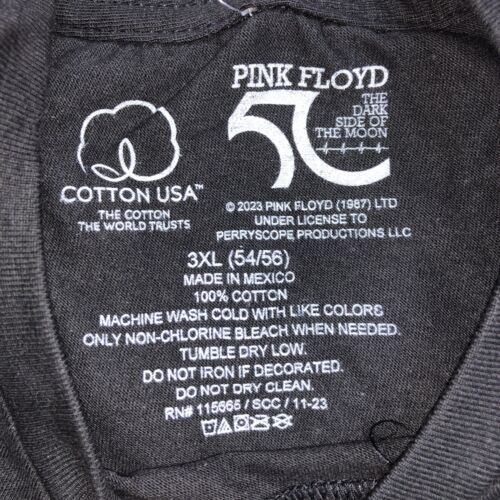 PINK FLOYD
50
THE
DARK
SIDE OF
THE MOON
COTTON USA™
THE COTTON
THE WORLD TRUSTS
© 2023 PINK FLOYD (1987) LTD
UNDER LICENSE TO
PERRYSCOPE PRODUCTIONS LLC
3XL (54/56)
MADE IN MEXICO
100% COTTON
MACHINE WASH COLD WITH LIKE COLORS
ONLY NON-CHLORINE BLEACH WHEN NEEDED.
TUMBLE DRY LOW.
DO NOT IRON IF DECORATED.
DO NOT DRY CLEAN.
RN# 115665 / SCC / 11-23